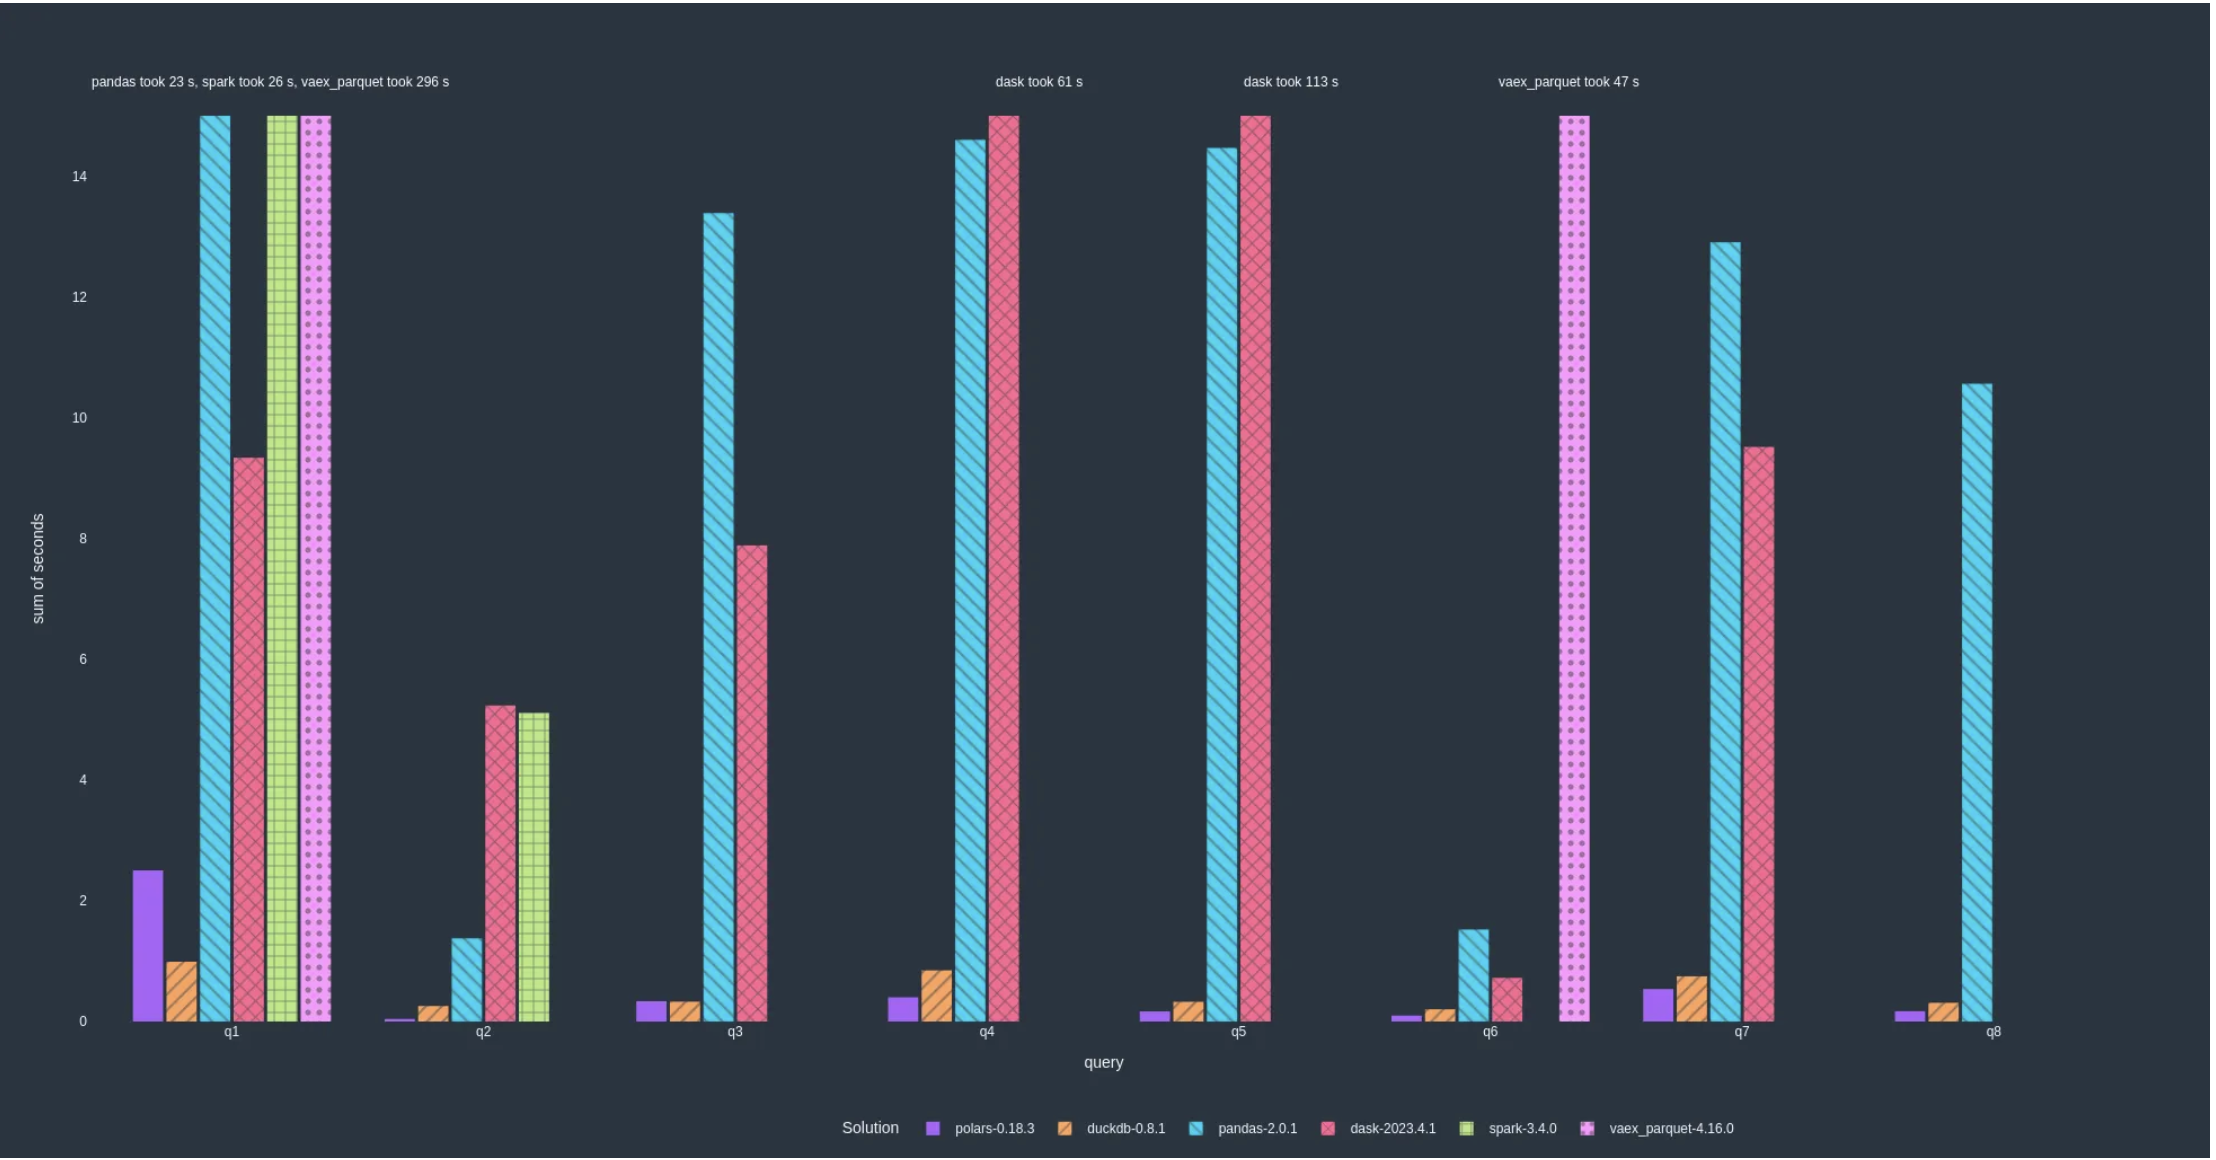 pandas took 23 s, spark took 26 s, vaex_parquet took 296 s
dask took 61 s
dask took 113 s
vaex_parquet took 47 s
14
12
10
8
6
4
2
0
sum of seconds
q1
q2
q3
q4
q5
q6
q7
q8
query
Solution
polars-0.18.3
duckdb-0.8.1
pandas-2.0.1
dask-2023.4.1
spark-3.4.0
vaex_parquet-4.16.0